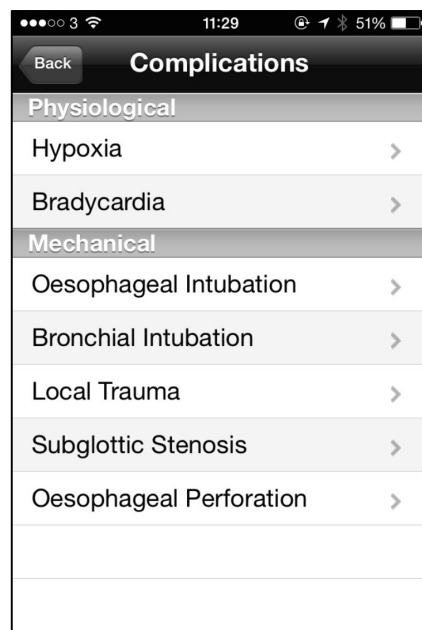 3 11:29 51%
Back Complications
Physiological
Hypoxia
Bradycardia
Mechanical
Oesophageal Intubation
Bronchial Intubation
Local Trauma
Subglottic Stenosis
Oesophageal Perforation